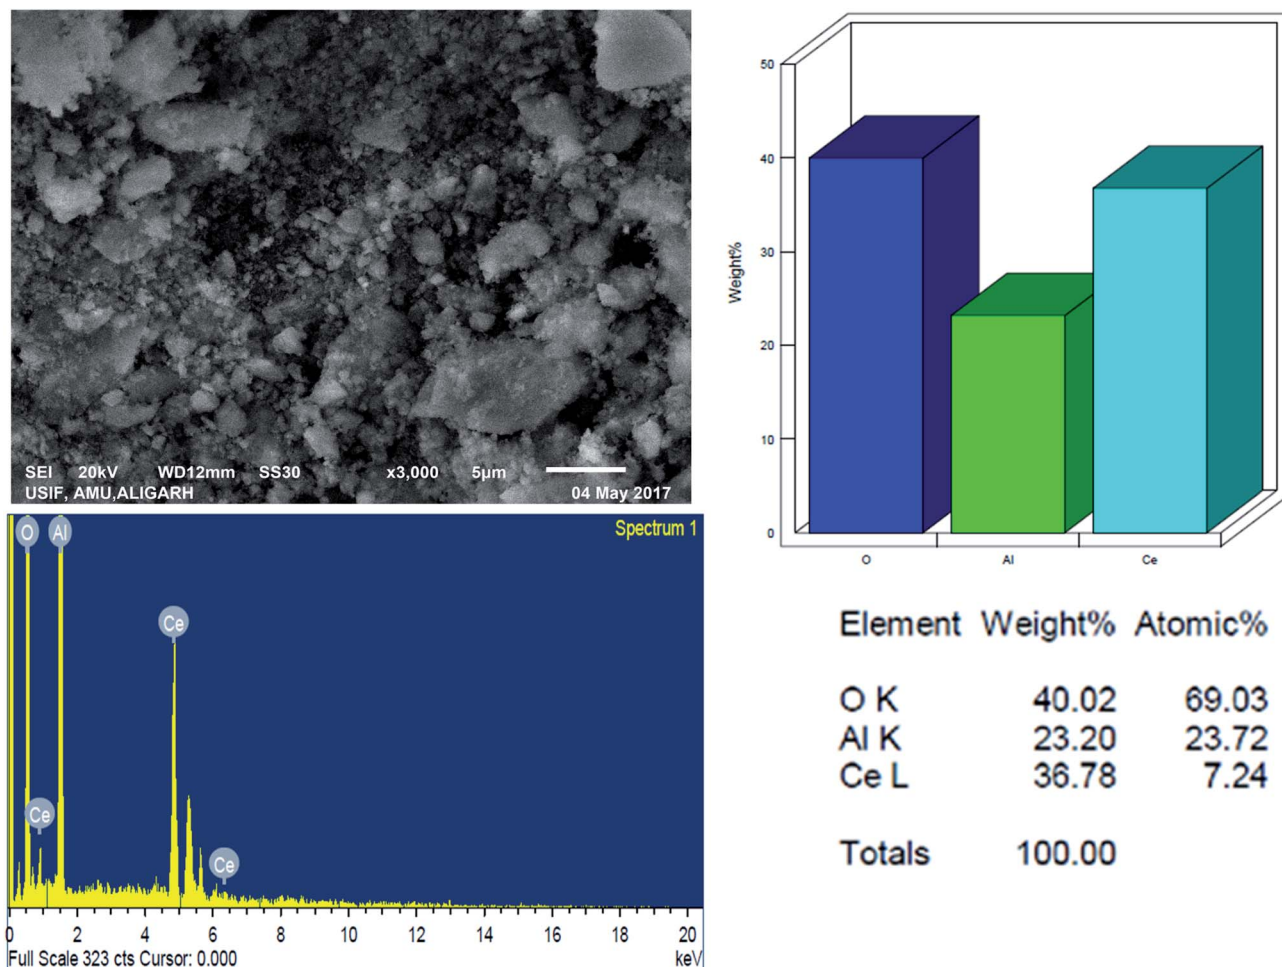 SEI 20kV WD12mm SS30 x3,000 5µm
USIF, AMU,ALIGARH 04 May 2017
Spectrum 1
O Al
Ce
Ce
Ce
0 2 4 6 8 10 12 14 16 18 20
Full Scale 323 cts Cursor: 0.000 keV
50
40
30
20
10
0
Weight%
O Al Ce
Element Weight% Atomic%
O K 40.02 69.03
Al K 23.20 23.72
Ce L 36.78 7.24
Totals 100.00